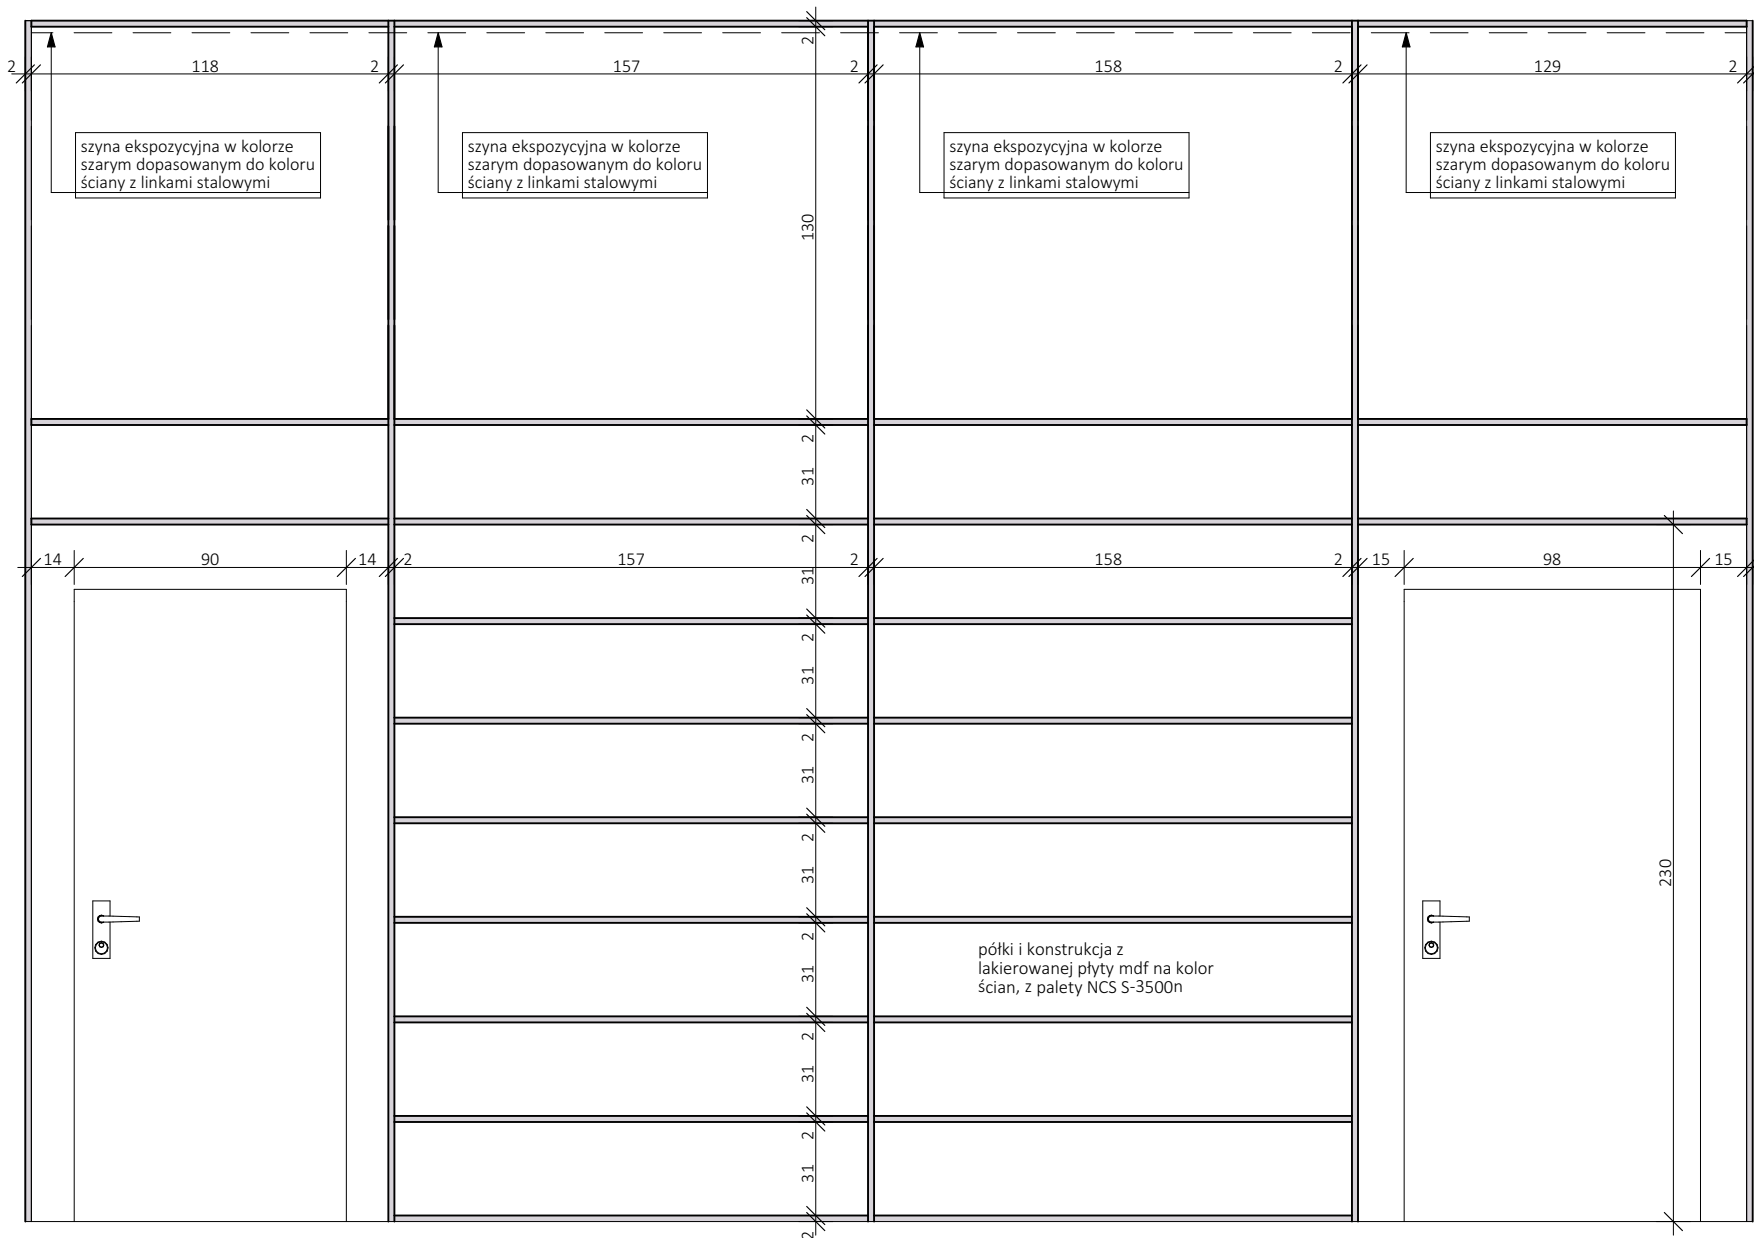 2
2 118 2 157 2 158 2 129 2
szyna ekspozycyjna w kolorze
szarym dopasowanym do koloru
ściany z linkami stalowymi
szyna ekspozycyjna w kolorze
szarym dopasowanym do koloru
ściany z linkami stalowymi
szyna ekspozycyjna w kolorze
szarym dopasowanym do koloru
ściany z linkami stalowymi
szyna ekspozycyjna w kolorze
szarym dopasowanym do koloru
ściany z linkami stalowymi
130
2
31
2
14 90 14 2 157 2 158 2 15 98 15
31
2
31
2
31
2
230
31
2
półki i konstrukcja z
lakierowanej płyty mdf na kolor
ścian, z palety NCS S-3500n
31
2
31
2
31
2